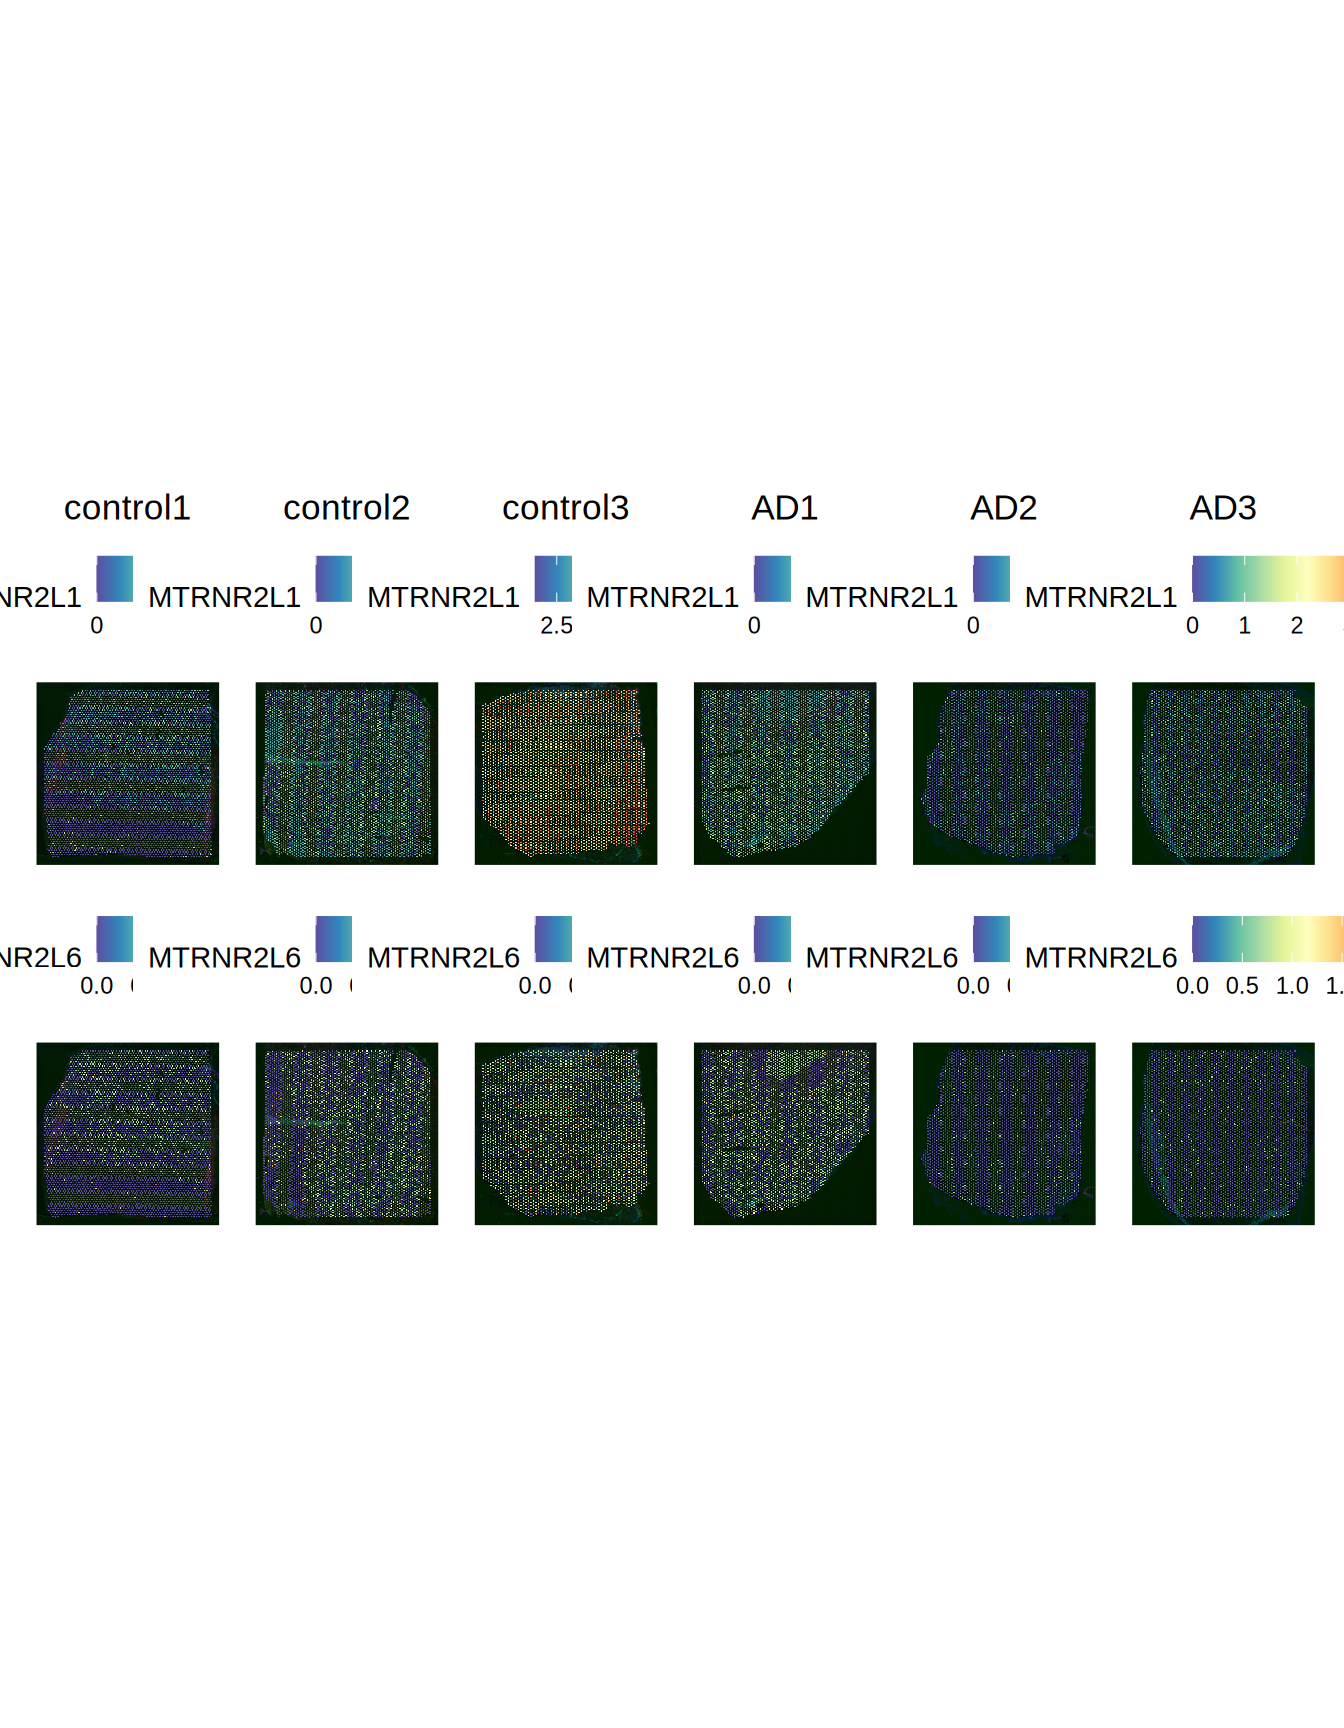 control1 control2 control3 AD1 AD2 AD3
NR2L1 MTRNR2L1 MTRNR2L1 MTRNR2L1 MTRNR2L1 MTRNR2L1
0 0 2.5 0 0 0 1 2
NR2L6 MTRNR2L6 MTRNR2L6 MTRNR2L6 MTRNR2L6 MTRNR2L6
0.0 0.0 0.0 0.0 0.0 0.0 0.5 1.0 1.